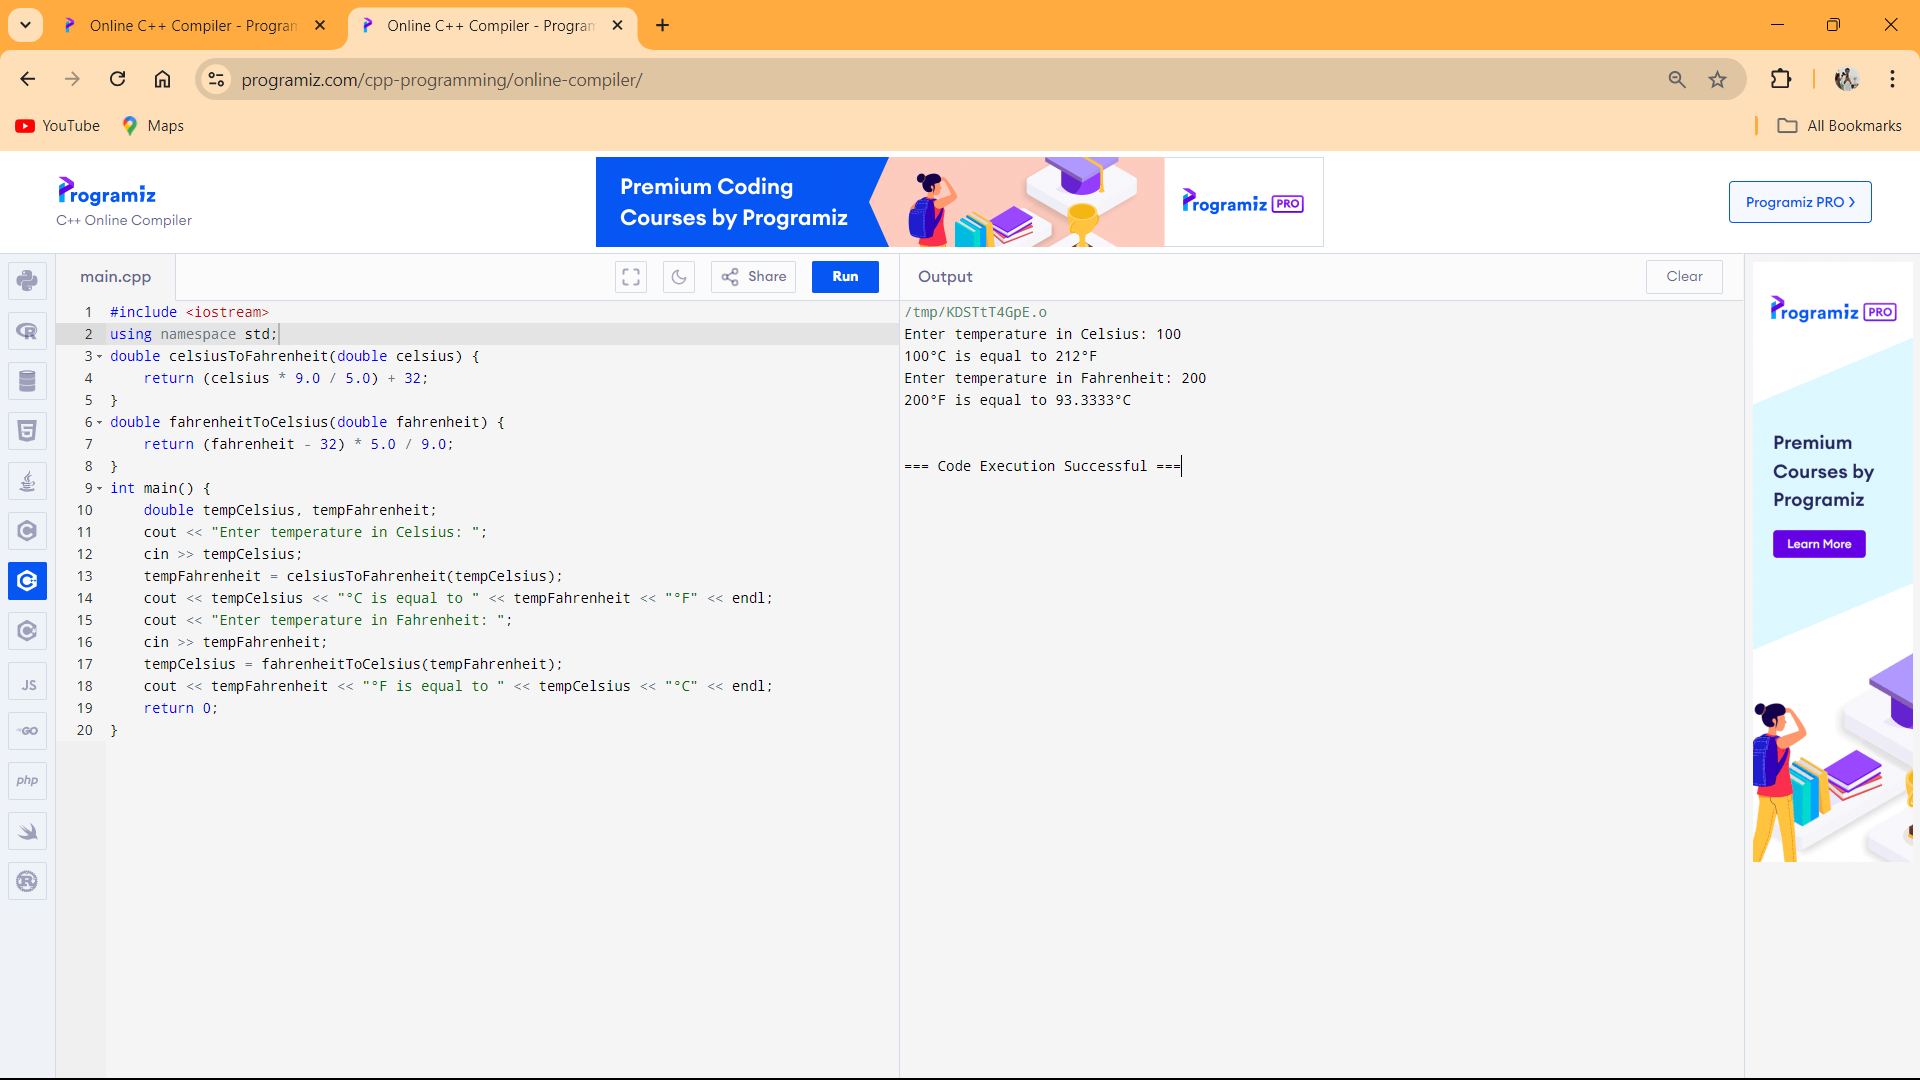 Online C++ Compiler - Program
Online C++ Compiler - Program
programiz.com/cpp-programming/online-compiler/
YouTube
Maps
All Bookmarks
Programiz
C++ Online Compiler
Premium Coding
Courses by Programiz
Programiz PRO
Programiz PRO >
main.cpp
Share
Run
Output
Clear
1 #include <iostream>
2 using namespace std;
3 double celsiusToFahrenheit(double celsius) {
4     return (celsius * 9.0 / 5.0) + 32;
5 }
6 double fahrenheitToCelsius(double fahrenheit) {
7     return (fahrenheit - 32) * 5.0 / 9.0;
8 }
9 int main() {
10     double tempCelsius, tempFahrenheit;
11     cout << "Enter temperature in Celsius: ";
12     cin >> tempCelsius;
13     tempFahrenheit = celsiusToFahrenheit(tempCelsius);
14     cout << tempCelsius << "°C is equal to " << tempFahrenheit << "°F" << endl;
15     cout << "Enter temperature in Fahrenheit: ";
16     cin >> tempFahrenheit;
17     tempCelsius = fahrenheitToCelsius(tempFahrenheit);
18     cout << tempFahrenheit << "°F is equal to " << tempCelsius << "°C" << endl;
19     return 0;
20 }
/tmp/KDSTtT4GpE.o
Enter temperature in Celsius: 100
100°C is equal to 212°F
Enter temperature in Fahrenheit: 200
200°F is equal to 93.3333°C
=== Code Execution Successful ===
Programiz PRO
Premium
Courses by
Programiz
Learn More
JS
GO
php